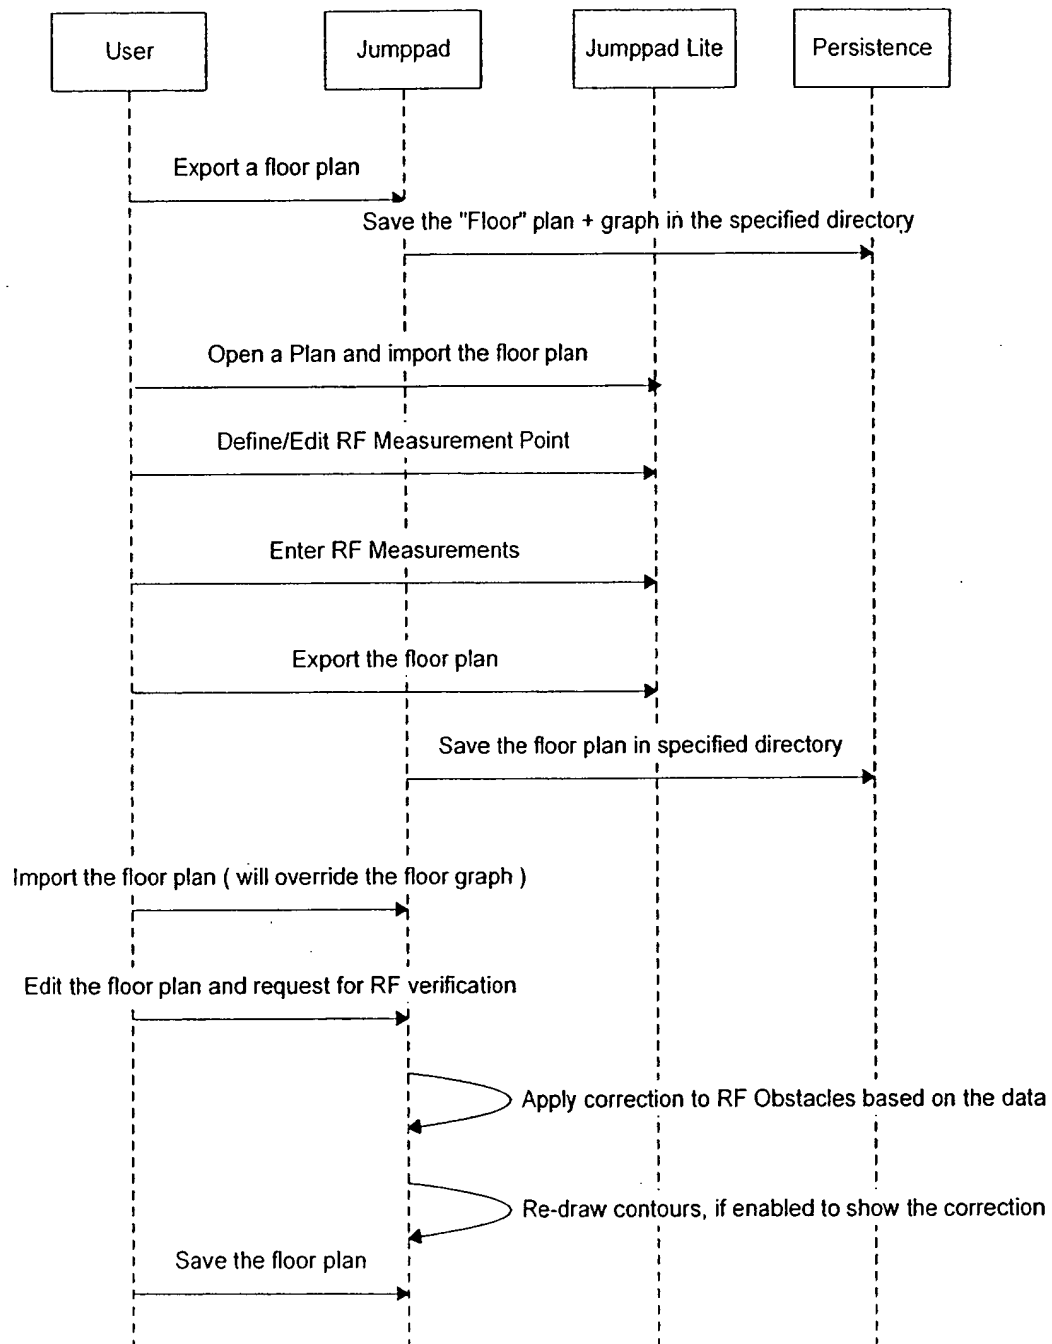 User
Jumppad
Jumppad Lite
Persistence
Export a floor plan
Save the "Floor" plan + graph in the specified directory
Open a Plan and import the floor plan
Define/Edit RF Measurement Point
Enter RF Measurements
Export the floor plan
Save the floor plan in specified directory
Import the floor plan ( will override the floor graph )
Edit the floor plan and request for RF verification
Apply correction to RF Obstacles based on the data
Re-draw contours, if enabled to show the correction
Save the floor plan